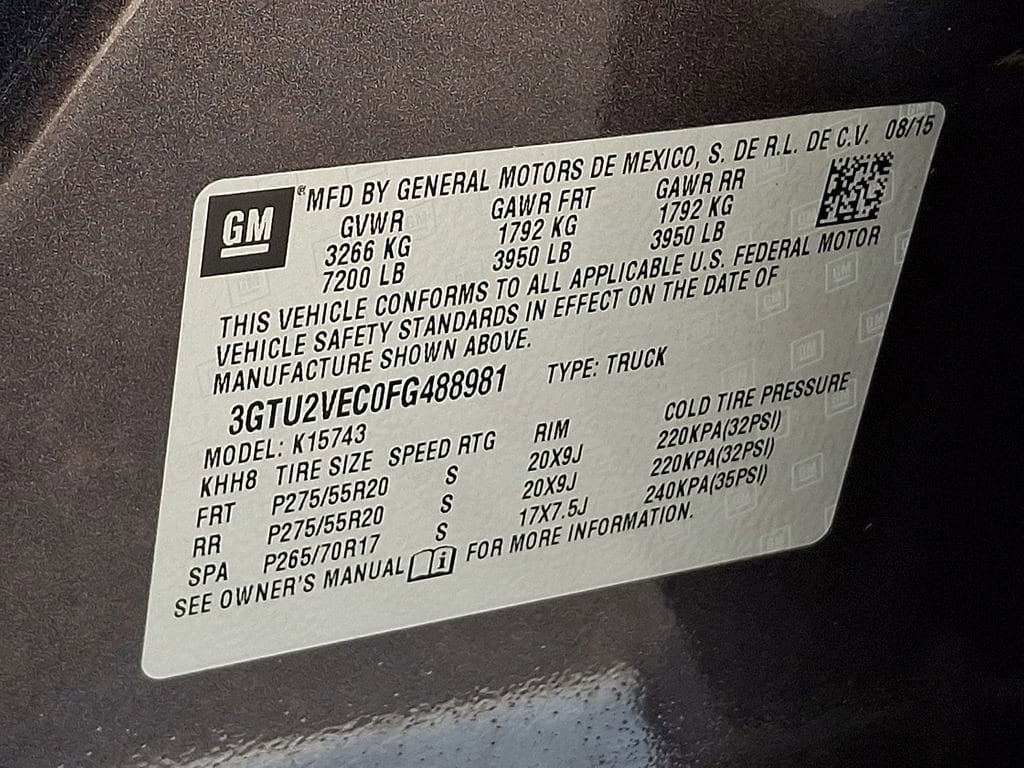 GM
® MFD BY GENERAL MOTORS DE MEXICO, S. DE R.L. DE C.V. 08/15
GVWR GAWR FRT GAWR RR
3266 KG 1792 KG 1792 KG
7200 LB 3950 LB 3950 LB
THIS VEHICLE CONFORMS TO ALL APPLICABLE U.S. FEDERAL MOTOR
VEHICLE SAFETY STANDARDS IN EFFECT ON THE DATE OF
MANUFACTURE SHOWN ABOVE.
3GTU2VEC0FG488981 TYPE: TRUCK
MODEL: K15743
KHH8 TIRE SIZE SPEED RTG RIM COLD TIRE PRESSURE
FRT P275/55R20 S 20X9J 220KPA(32PSI)
RR P275/55R20 S 20X9J 220KPA(32PSI)
SPA P265/70R17 S 17X7.5J 240KPA(35PSI)
SEE OWNER'S MANUAL i FOR MORE INFORMATION.